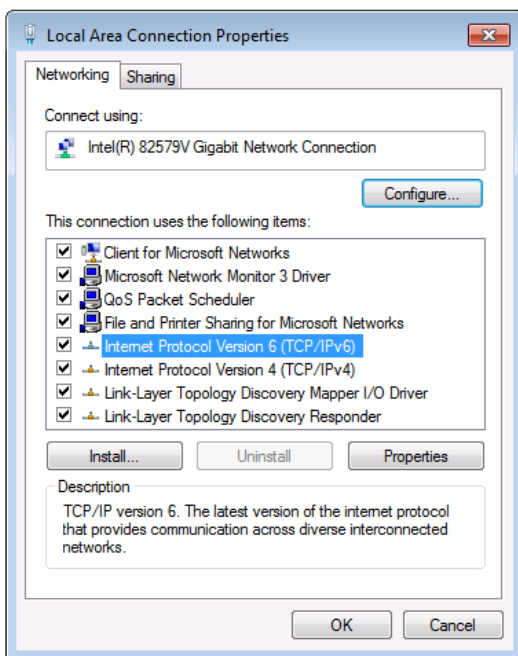 Local Area Connection Properties
Networking
Sharing
Connect using:
Intel(R) 82579V Gigabit Network Connection
Configure...
This connection uses the following items:
Client for Microsoft Networks
Microsoft Network Monitor 3 Driver
QoS Packet Scheduler
File and Printer Sharing for Microsoft Networks
Internet Protocol Version 6 (TCP/IPv6)
Internet Protocol Version 4 (TCP/IPv4)
Link-Layer Topology Discovery Mapper I/O Driver
Link-Layer Topology Discovery Responder
Install...
Uninstall
Properties
Description
TCP/IP version 6. The latest version of the internet protocol
that provides communication across diverse interconnected
networks.
OK
Cancel